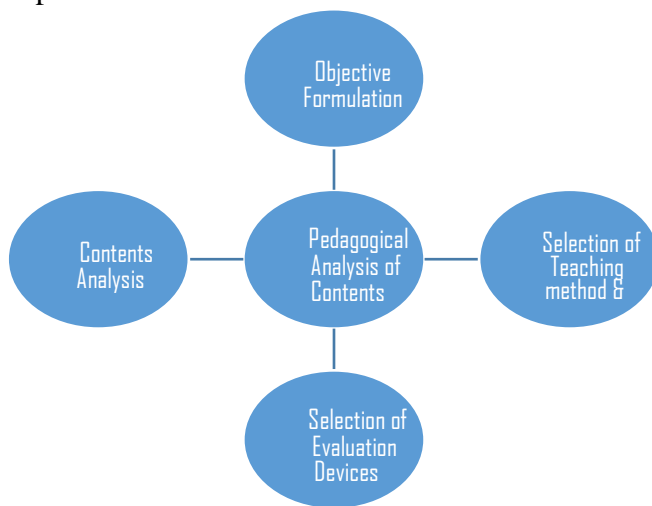 Objective
Formulation
Contents
Analysis
Pedagogical
Analysis of
Contents
Selection of
Teaching
method &
Selection of
Evaluation
Devices